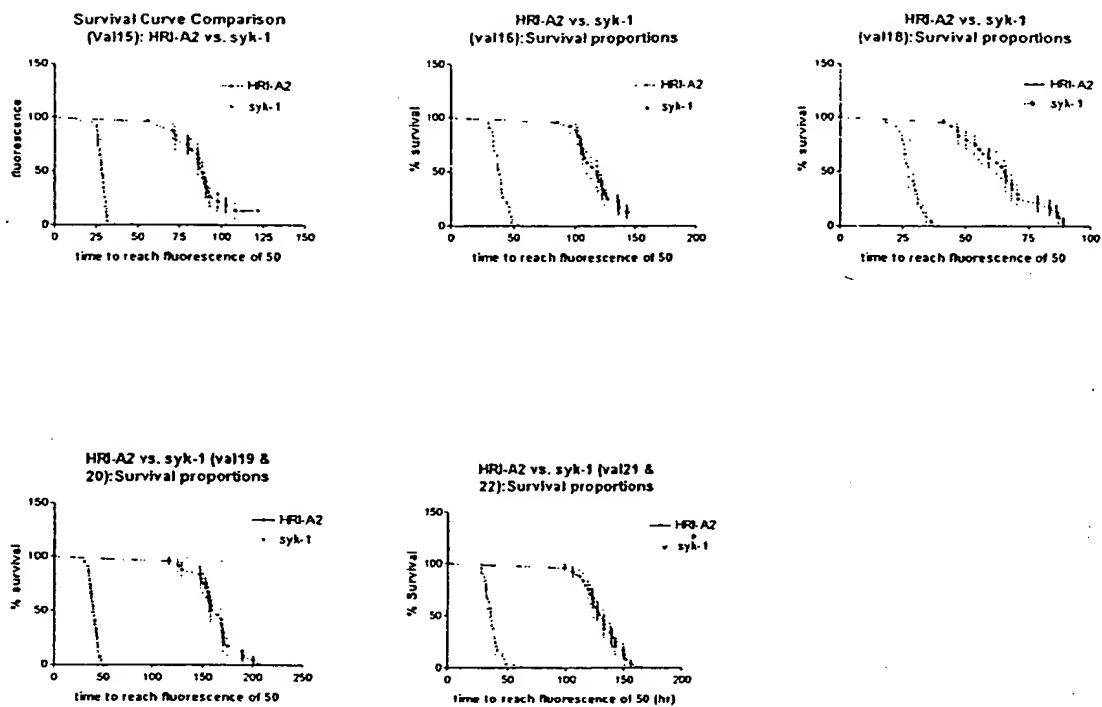 Survival Curve Comparison
(Val15): HRI-A2 vs. syk-1
150
100
50
0
fluorescence
HRI-A2
syk-1
0 25 50 75 100 125 150
time to reach fluorescence of 50
HRI-A2 vs. syk-1
(val16):Survival proportions
150
100
50
0
% survival
HRI-A2
syk-1
0 50 100 150 200
time to reach fluorescence of 50
HRI-A2 vs. syk-1
(val18):Survival proportions
150
100
50
0
% survival
HRI-A2
syk-1
0 25 50 75 100
time to reach fluorescence of 50
HRI-A2 vs. syk-1 (val19 &
20):Survival proportions
150
100
50
0
% survival
HRI-A2
syk-1
0 50 100 150 200 250
time to reach fluorescence of 50
HRI-A2 vs. syk-1 (val21 &
22):Survival proportions
150
100
50
0
% Survival
HRI-A2
syk-1
0 100 200
time to reach fluorescence of 50 (hr)